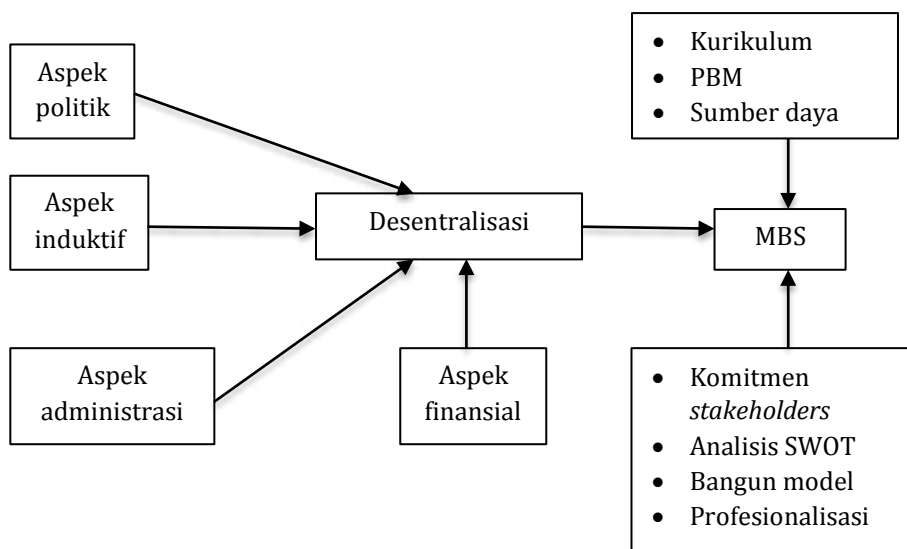 Aspek
politik
Aspek
induktif
Aspek
administrasi
Aspek
finansial
Desentralisasi
• Kurikulum
• PBM
• Sumber daya
MBS
• Komitmen
stakeholders
• Analisis SWOT
• Bangun model
• Profesionalisasi